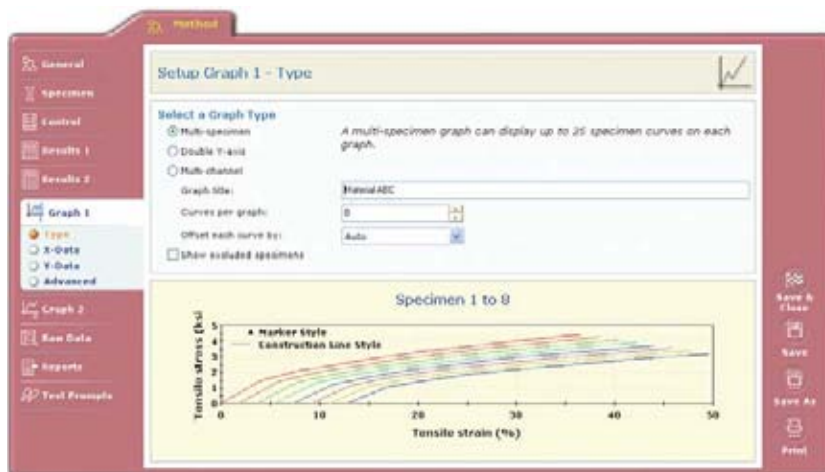 Method
General
Specimen
Control
Results 1
Results 2
Graph 1
Type
X-Data
Y-Data
Advanced
Graph 2
Raw Data
Reports
Test Prompts
Setup Graph 1 - Type
Select a Graph Type
Multi-specimen
A multi-specimen graph can display up to 25 specimen curves on each
graph.
Double Y-axis
Multi-channel
Graph title:
Material ABC
Curves per graph:
8
Offset each curve by:
Auto
Show excluded specimens
Specimen 1 to 8
Tensile stress (ksi
5
4
3
2
1
0
Marker Style
Construction Line Style
0
10
20
30
40
50
Tensile strain (%)
Save &
Close
Save
Save As
Print